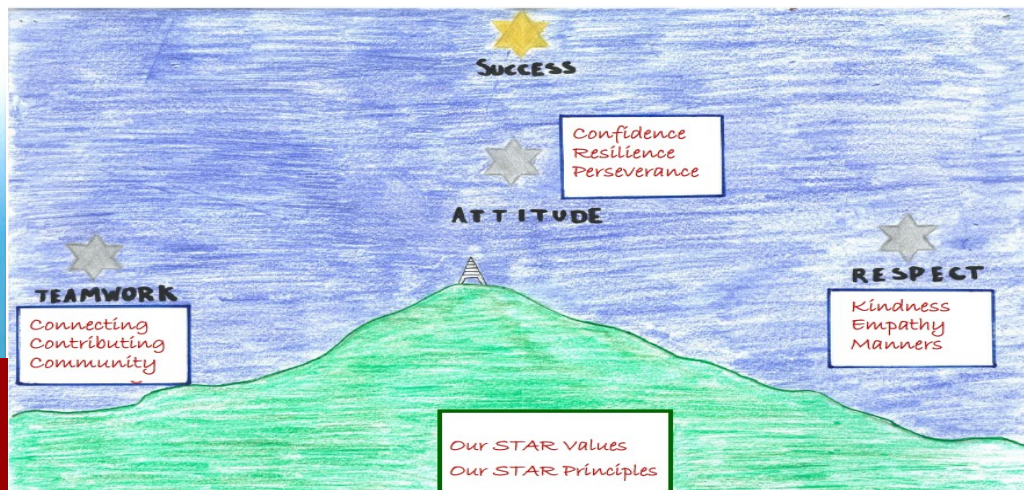 SUCCESS
Confidence
Resilience
Perseverance
ATTITUDE
TEAMWORK
Connecting
Contributing
Community
RESPECT
Kindness
Empathy
Manners
Our STAR Values
Our STAR Principles